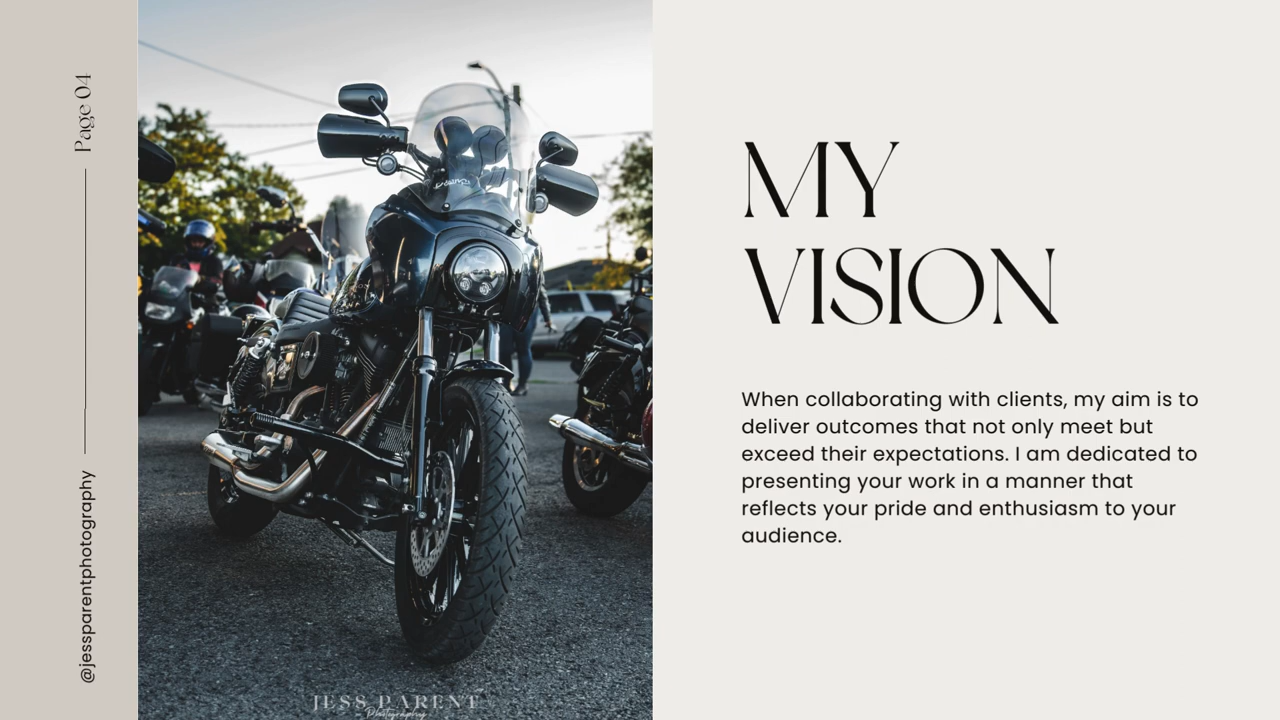 Page 04
@jessparentphotography
JESS PARENT
Photography
MY
VISION
When collaborating with clients, my aim is to
deliver outcomes that not only meet but
exceed their expectations. I am dedicated to
presenting your work in a manner that
reflects your pride and enthusiasm to your
audience.